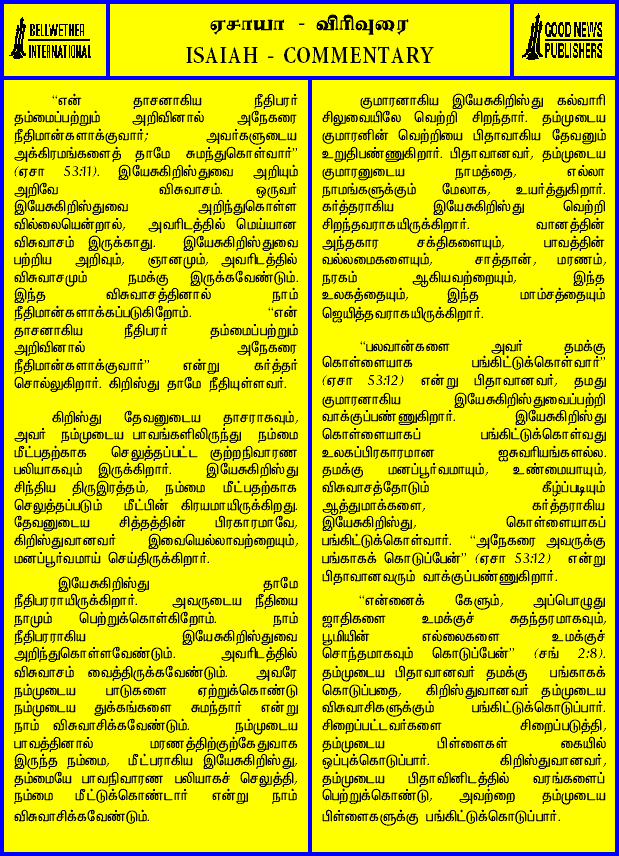 BELLWETHER
INTERNATIONAL
ஏசாயா - விரிவுரை
ISAIAH - COMMENTARY
GOOD NEWS
PUBLISHERS
“என் தாசனாகிய நீதிபரர்
தம்மைப்பற்றும் அறிவினால் அநேகரை
நீதிமான்களாக்குவார்; அவர்களுடைய
அக்கிரமங்களைத் தாமே சுமந்துகொள்வார்”
(ஏசா 53:11). இயேசுகிறிஸ்துவை அறியும்
அறிவே விசுவாசம். ஒருவர்
இயேசுகிறிஸ்துவை அறிந்துகொள்ள
வில்லையென்றால், அவரிடத்தில் மெய்யான
விசுவாசம் இருக்காது. இயேசுகிறிஸ்துவை
பற்றிய அறிவும், ஞானமும், அவரிடத்தில்
விசுவாசமும் நமக்கு இருக்கவேண்டும்.
இந்த விசுவாசத்தினால் நாம்
நீதிமான்களாக்கப்படுகிறோம். “என்
தாசனாகிய நீதிபரர் தம்மைப்பற்றும்
அறிவினால் அநேகரை
நீதிமான்களாக்குவார்” என்று கர்த்தர்
சொல்லுகிறார். கிறிஸ்து தாமே நீதியுள்ளவர்.
கிறிஸ்து தேவனுடைய தாசராகவும்,
அவர் நம்முடைய பாவங்களிலிருந்து நம்மை
மீட்பதற்காக செலுத்தப்பட்ட குற்றநிவாரண
பலியாகவும் இருக்கிறார். இயேசுகிறிஸ்து
சிந்திய திருஇரத்தம், நம்மை மீட்பதற்காக
செலுத்தப்படும் மீட்பின் கிரயமாயிருக்கிறது.
தேவனுடைய சித்தத்தின் பிரகாரமாவே,
கிறிஸ்துவானவர் இவையெல்லாவற்றையும்,
மனப்பூர்வமாய் செய்திருக்கிறார்.
இயேசுகிறிஸ்து தாமே
நீதிபரராயிருக்கிறார். அவருடைய நீதியை
நாமும் பெற்றுக்கொள்கிறோம். நாம்
நீதிபரராகிய இயேசுகிறிஸ்துவை
அறிந்துகொள்ளவேண்டும். அவரிடத்தில்
விசுவாசம் வைத்திருக்கவேண்டும். அவரே
நம்முடைய பாடுகளை ஏற்றுக்கொண்டு
நம்முடைய துக்கங்களை சுமந்தார் என்று
நாம் விசுவாசிக்கவேண்டும். நம்முடைய
பாவத்தினால் மரணத்திற்குற்கேதுவாக
இருந்த நம்மை, மீட்பராகிய இயேசுகிறிஸ்து,
தம்மையே பாவநிவாரண பலியாகச் செலுத்தி,
நம்மை மீட்டுக்கொண்டார் என்று நாம்
விசுவாசிக்கவேண்டும்.
குமாரனாகிய இயேசுகிறிஸ்து கல்வாரி
சிலுவையிலே வெற்றி சிறந்தார். தம்முடைய
குமாரனின் வெற்றியை பிதாவாகிய தேவனும்
உறுதிபண்ணுகிறார். பிதாவானவர், தம்முடைய
குமாரனுடைய நாமத்தை, எல்லா
நாமங்களுக்கும் மேலாக, உயர்த்துகிறார்.
கர்த்தராகிய இயேசுகிறிஸ்து வெற்றி
சிறந்தவராகயிருக்கிறார். வானத்தின்
அந்தகார சக்திகளையும், பாவத்தின்
வல்லமைகளையும், சாத்தான், மரணம்,
நரகம் ஆகியவற்றையும், இந்த
உலகத்தையும், இந்த மாம்சத்தையும்
ஜெயித்தவராகயிருக்கிறார்.
“பலவான்களை அவர் தமக்கு
கொள்ளையாக பங்கிட்டுக்கொள்வார்”
(ஏசா 53:12) என்று பிதாவானவர், தமது
குமாரனாகிய இயேசுகிறிஸ்துவைப்பற்றி
வாக்குப்பண்ணுகிறார். இயேசுகிறிஸ்து
கொள்ளையாகப் பங்கிட்டுக்கொள்வது
உலகப்பிரகாரமான ஐசுவரியங்களல்ல.
தமக்கு மனப்பூர்வமாயும், உண்மையாயும்,
விசுவாசத்தோடும் கீழ்ப்படியும்
ஆத்துமாக்களை, கர்த்தராகிய
இயேசுகிறிஸ்து, கொள்ளையாகப்
பங்கிட்டுக்கொள்வார். “அநேகரை அவருக்கு
பங்காகக் கொடுப்பேன்” (ஏசா 53:12) என்று
பிதாவானவரும் வாக்குப்பண்ணுகிறார்.
“என்னைக் கேளும், அப்பொழுது
ஜாதிகளை உமக்குச் சுதந்தரமாகவும்,
பூமியின் எல்லைகளை உமக்குச்
சொந்தமாகவும் கொடுப்பேன்” (சங் 2:8).
தம்முடைய பிதாவானவர் தமக்கு பங்காகக்
கொடுப்பதை, கிறிஸ்துவானவர் தம்முடைய
விசுவாசிகளுக்கும் பங்கிட்டுக்கொடுப்பார்.
சிறைப்பட்டவர்களை சிறைப்படுத்தி,
தம்முடைய பிள்ளைகள் கையில்
ஒப்புக்கொடுப்பார். கிறிஸ்துவானவர்,
தம்முடைய பிதாவினிடத்தில் வரங்களைப்
பெற்றுக்கொண்டு, அவற்றை தம்முடைய
பிள்ளைகளுக்கு பங்கிட்டுக்கொடுப்பார்.